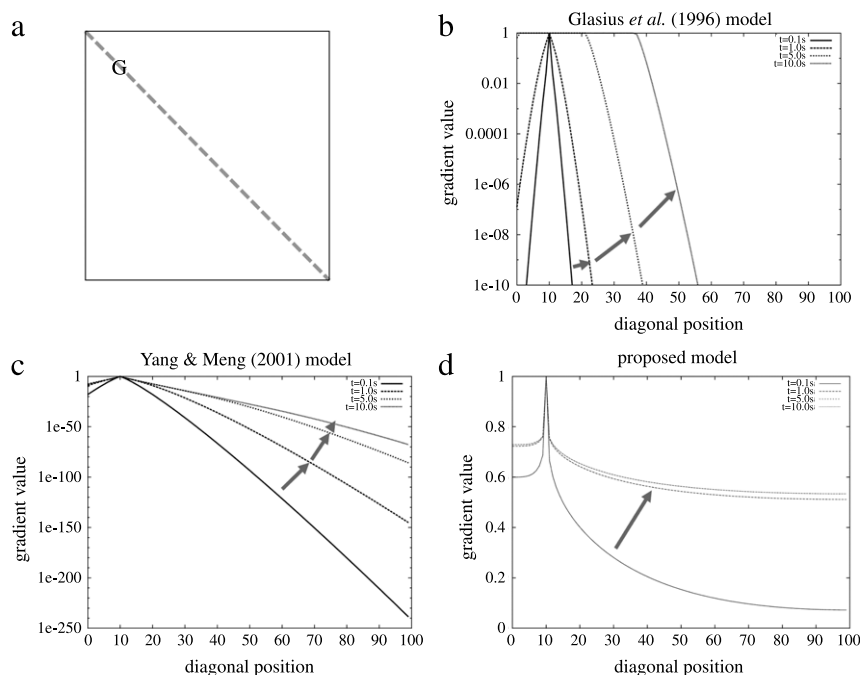 a
G
b
Glasius et al. (1996) model
t=0.1s
t=1.0s
t=5.0s
t=10.0s
1
0.01
0.0001
1e-06
1e-08
1e-10
gradient value
0 10 20 30 40 50 60 70 80 90 100
diagonal position
c
Yang & Meng (2001) model
t=0.1s
t=1.0s
t=5.0s
t=10.0s
1
1e-50
1e-100
1e-150
1e-200
1e-250
gradient value
0 10 20 30 40 50 60 70 80 90 100
diagonal position
d
proposed model
t=0.1s
t=1.0s
t=5.0s
t=10.0s
1
0.8
0.6
0.4
0.2
0
gradient value
0 10 20 30 40 50 60 70 80 90 100
diagonal position